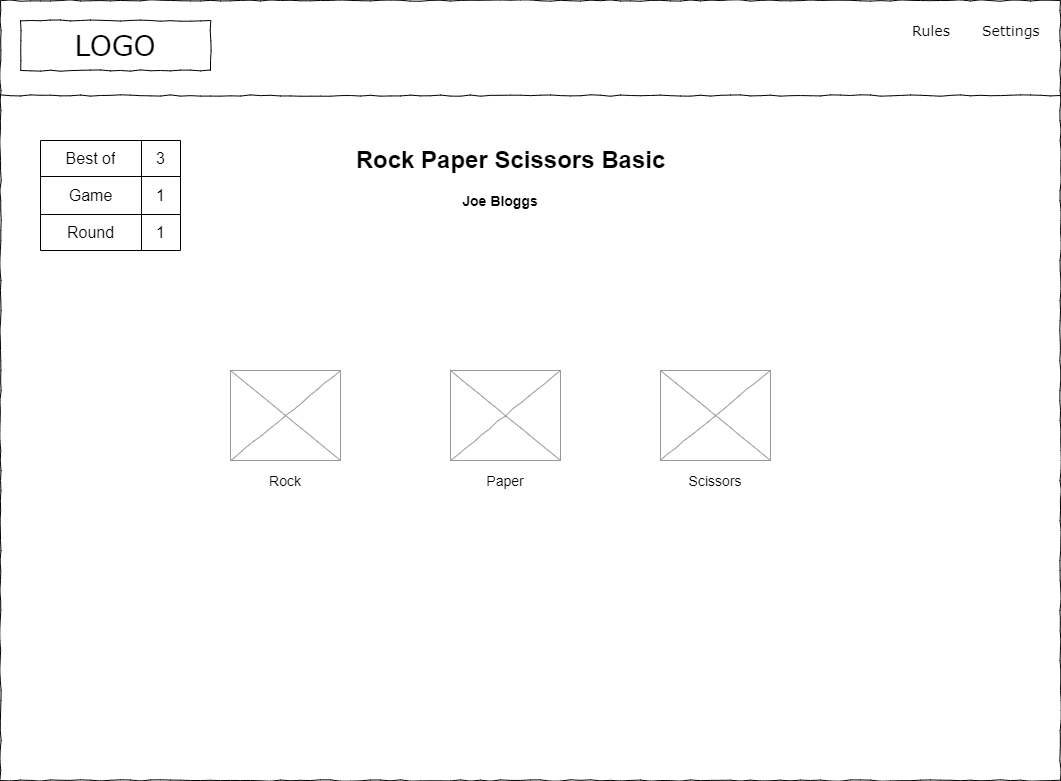 LOGO
Rules Settings
Best of 3
Game 1
Round 1
Rock Paper Scissors Basic
Joe Bloggs
Rock Paper Scissors